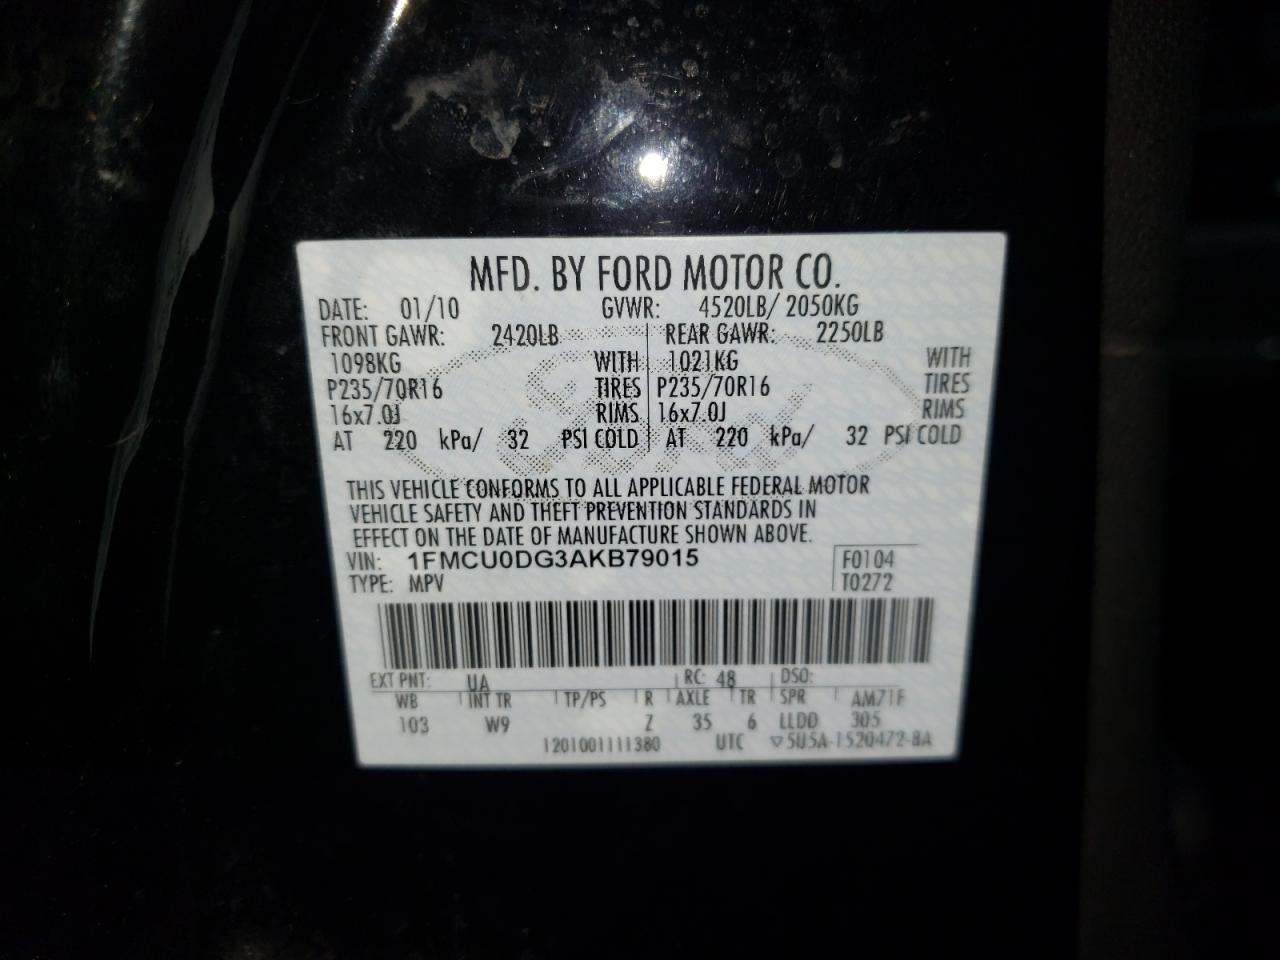 MFD. BY FORD MOTOR CO.
DATE: 01/10 GVWR: 4520LB/ 2050KG
FRONT GAWR: 2420LB REAR GAWR: 2250LB
1098KG WITH 1021KG WITH
P235/70R16 TIRES P235/70R16 TIRES
16x7.0J RIMS 16x7.0J RIMS
AT 220 kPa/ 32 PSI COLD AT 220 kPa/ 32 PSI COLD
THIS VEHICLE CONFORMS TO ALL APPLICABLE FEDERAL MOTOR
VEHICLE SAFETY AND THEFT PREVENTION STANDARDS IN
EFFECT ON THE DATE OF MANUFACTURE SHOWN ABOVE.
VIN: 1FMCU0DG3AKB79015 F0104
TYPE: MPV T0272
EXT PNT: UA RC: 48 DSO:
WB INT TR TP/PS R AXLE TR SPR AM71F
103 W9 Z 35 6 LLDD 305
1201001111380 UTC ▽5U5A-1520472-BA